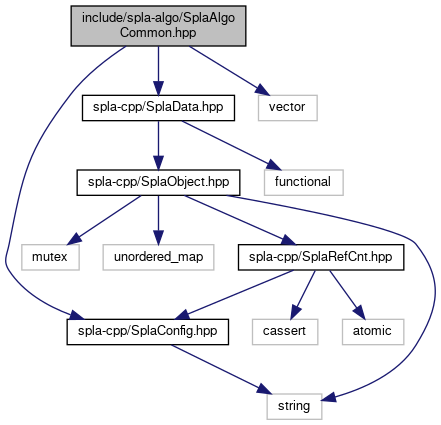 include/spla-algo/SplaAlgo
Common.hpp
spla-cpp/SplaData.hpp
vector
spla-cpp/SplaObject.hpp
functional
mutex
unordered_map
spla-cpp/SplaRefCnt.hpp
spla-cpp/SplaConfig.hpp
cassert
atomic
string